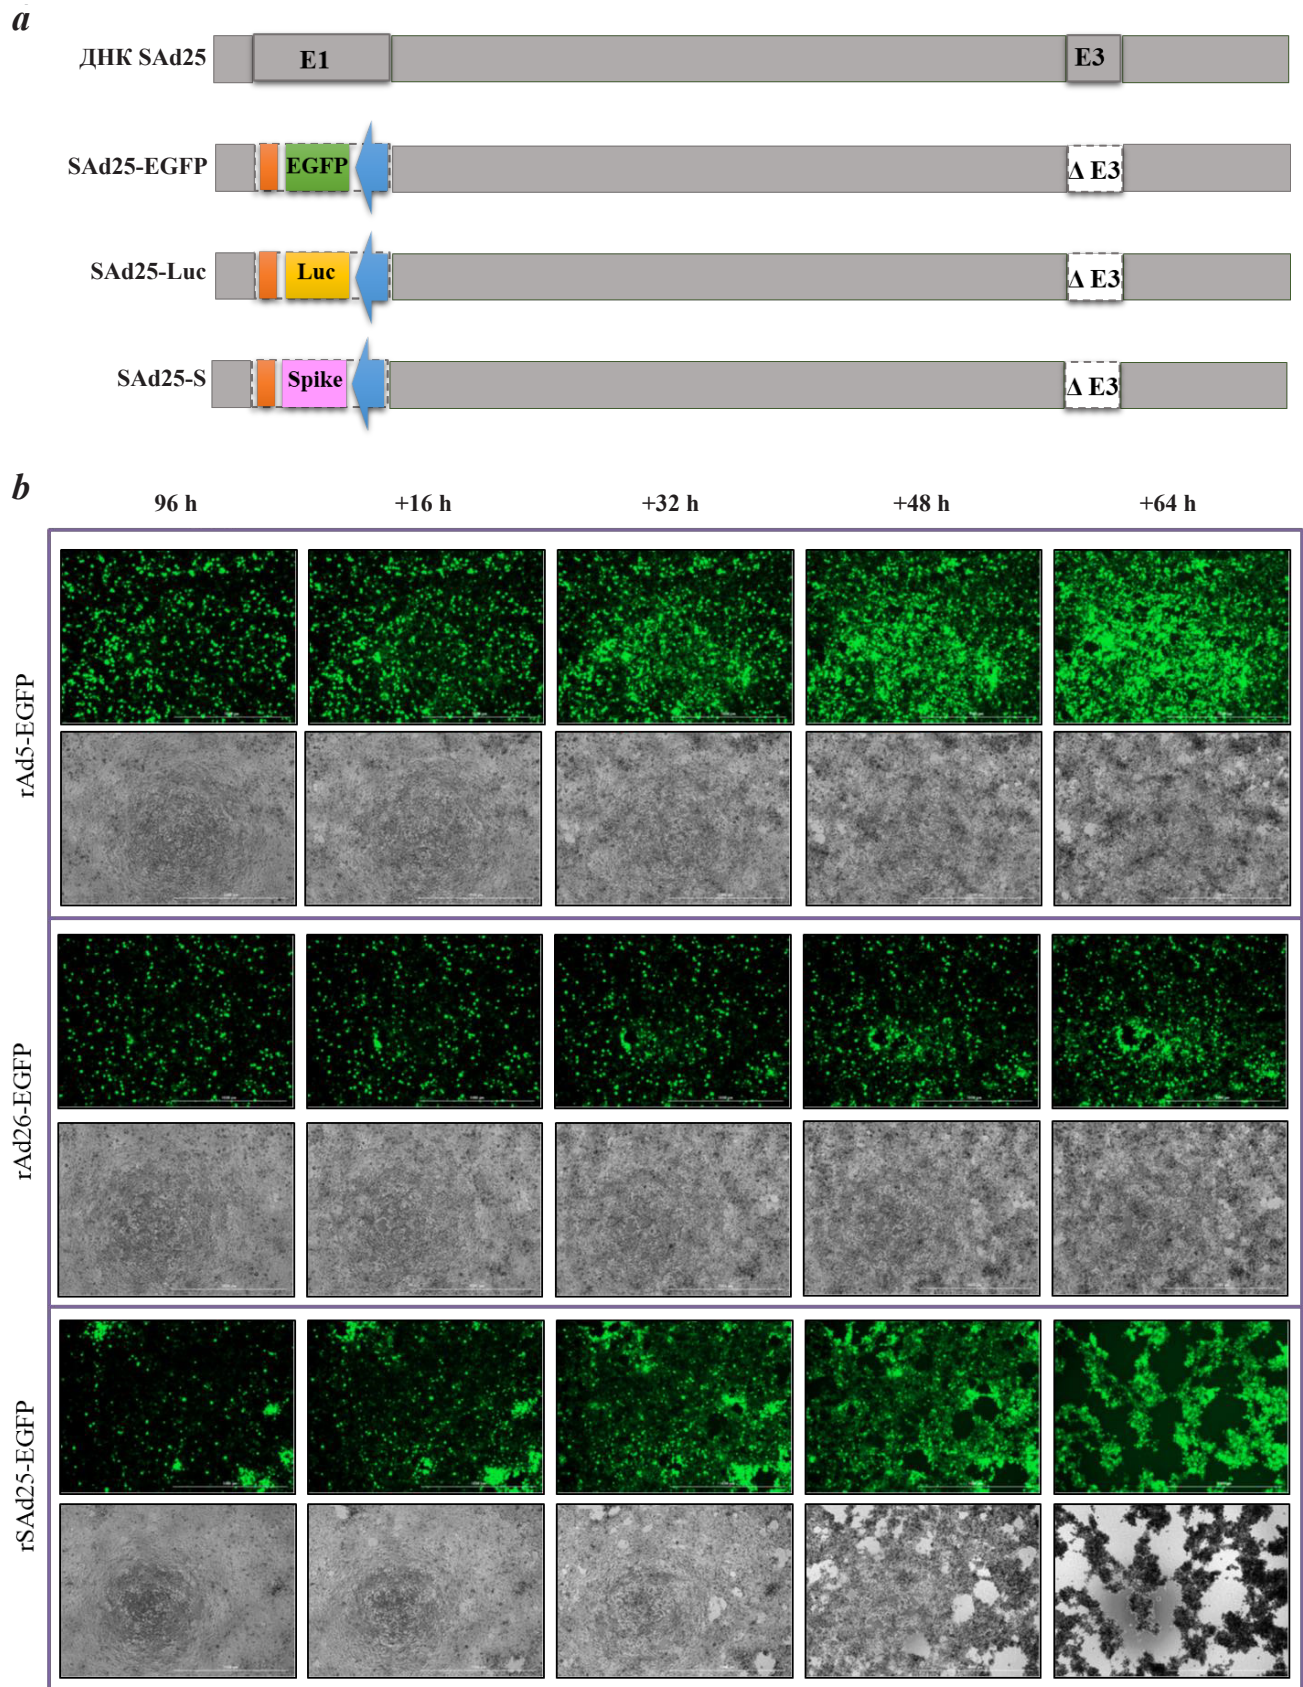 a
ДНК SAd25
E1
E3
SAd25-EGFP
EGFP
Δ E3
SAd25-Luc
Luc
Δ E3
SAd25-S
Spike
Δ E3
b
96 h
+16 h
+32 h
+48 h
+64 h
rAd5-EGFP
rAd26-EGFP
rSAd25-EGFP